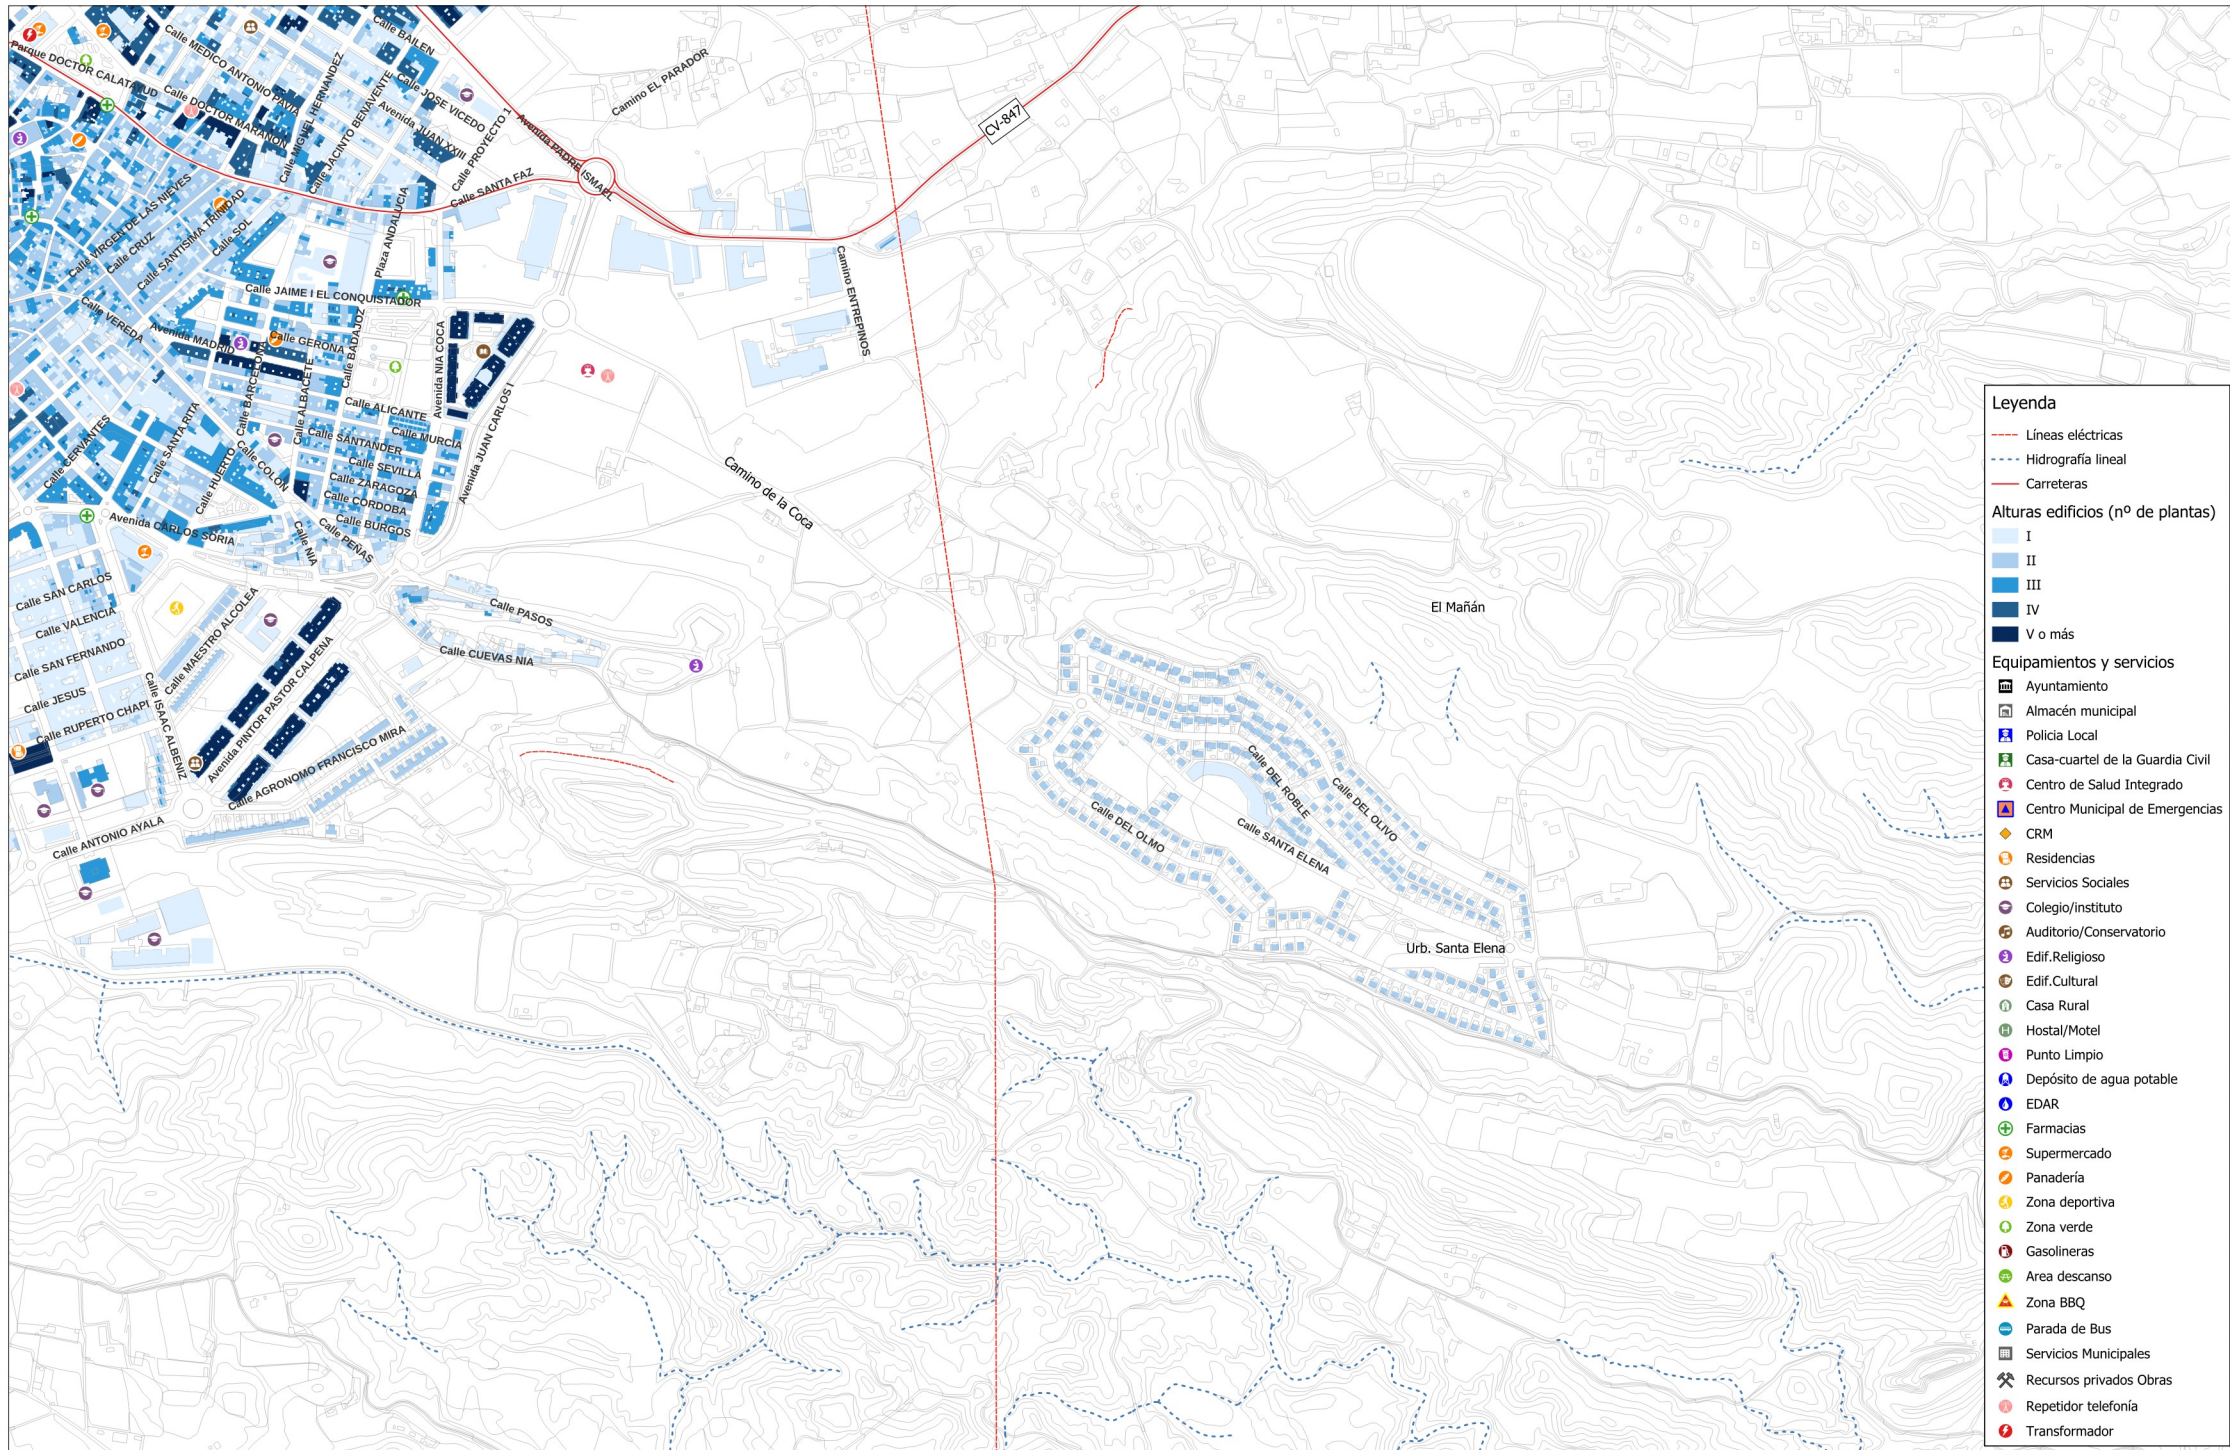 Calle BAILEN
Calle MEDICO ANTONIO PAVIA
Parque DOCTOR CALATAYUD
Calle DOCTOR MARAÑON
Calle MIGUEL HERNANDEZ
Calle JACINTO BENAVENTE
Calle JOSE VICEDO
Avenida JUAN XXIII
Calle PROYECTO 1
Avenida PADRE ISMAEL
Calle SANTA FAZ
Camino EL PARADOR
CV-847
Calle VIRGEN DE LAS NIEVES
Calle CRUZ
Calle SANTISIMA TRINIDAD
Calle SOL
Plaza ANDALUCIA
Calle JAIME I EL CONQUISTADOR
Camino ENTREPINOS
Calle VEREDA
Avenida MADRID
Calle GERONA
Calle BARCELONA
Calle ALBACETE
Calle BADAJOZ
Avenida NIA COCA
Avenida JUAN CARLOS I
Calle ALICANTE
Calle MURCIA
Calle SANTANDER
Calle SEVILLA
Calle ZARAGOZA
Calle CORDOBA
Calle BURGOS
Calle CERVANTES
Calle SANTA RITA
Calle HUERTO
Calle COLON
Calle NIA
Calle PEÑAS
Avenida CARLOS SORIA
Camino de la Coca
Calle SAN CARLOS
Calle VALENCIA
Calle SAN FERNANDO
Calle JESUS
Calle RUPERTO CHAPI
Calle MAESTRO ALCOLEA
Calle ISAAC ALBENIZ
Avenida PINTOR PASTOR CALPENA
Calle AGRONOMO FRANCISCO MIRA
Calle ANTONIO AYALA
Calle PASOS
Calle CUEVAS NIA
El Mañán
Calle DEL ROBLE
Calle DEL OLIVO
Calle DEL OLMO
Calle SANTA ELENA
Urb. Santa Elena
Leyenda
Líneas eléctricas
Hidrografía lineal
Carreteras
Alturas edificios (nº de plantas)
I
II
III
IV
V o más
Equipamientos y servicios
Ayuntamiento
Almacén municipal
Policia Local
Casa-cuartel de la Guardia Civil
Centro de Salud Integrado
Centro Municipal de Emergencias
CRM
Residencias
Servicios Sociales
Colegio/instituto
Auditorio/Conservatorio
Edif.Religioso
Edif.Cultural
Casa Rural
Hostal/Motel
Punto Limpio
Depósito de agua potable
EDAR
Farmacias
Supermercado
Panadería
Zona deportiva
Zona verde
Gasolineras
Area descanso
Zona BBQ
Parada de Bus
Servicios Municipales
Recursos privados Obras
Repetidor telefonía
Transformador